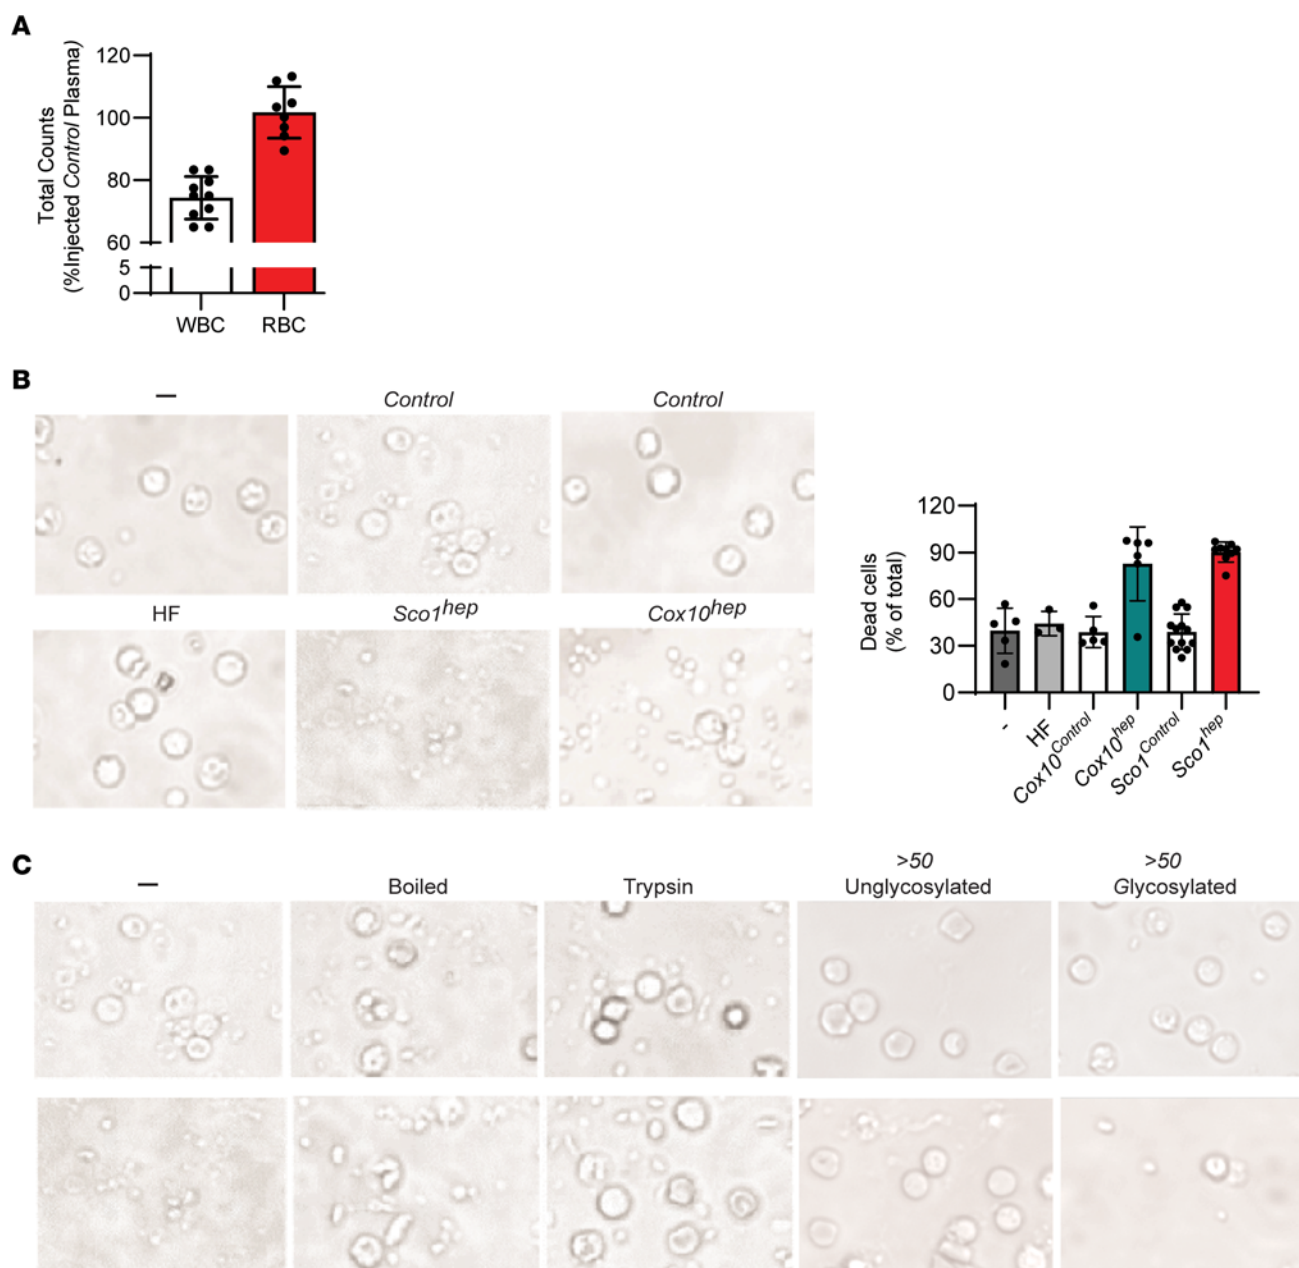 A
Total Counts
(%Injected Control Plasma)
120
100
80
60
5
0
WBC
RBC
B
–
Control
Control
HF
Sco1hep
Cox10hep
Dead cells
(% of total)
120
90
60
30
0
-
HF
Cox10Control
Cox10hep
Sco1Control
Sco1hep
C
–
Boiled
Trypsin
>50
Unglycosylated
>50
Glycosylated